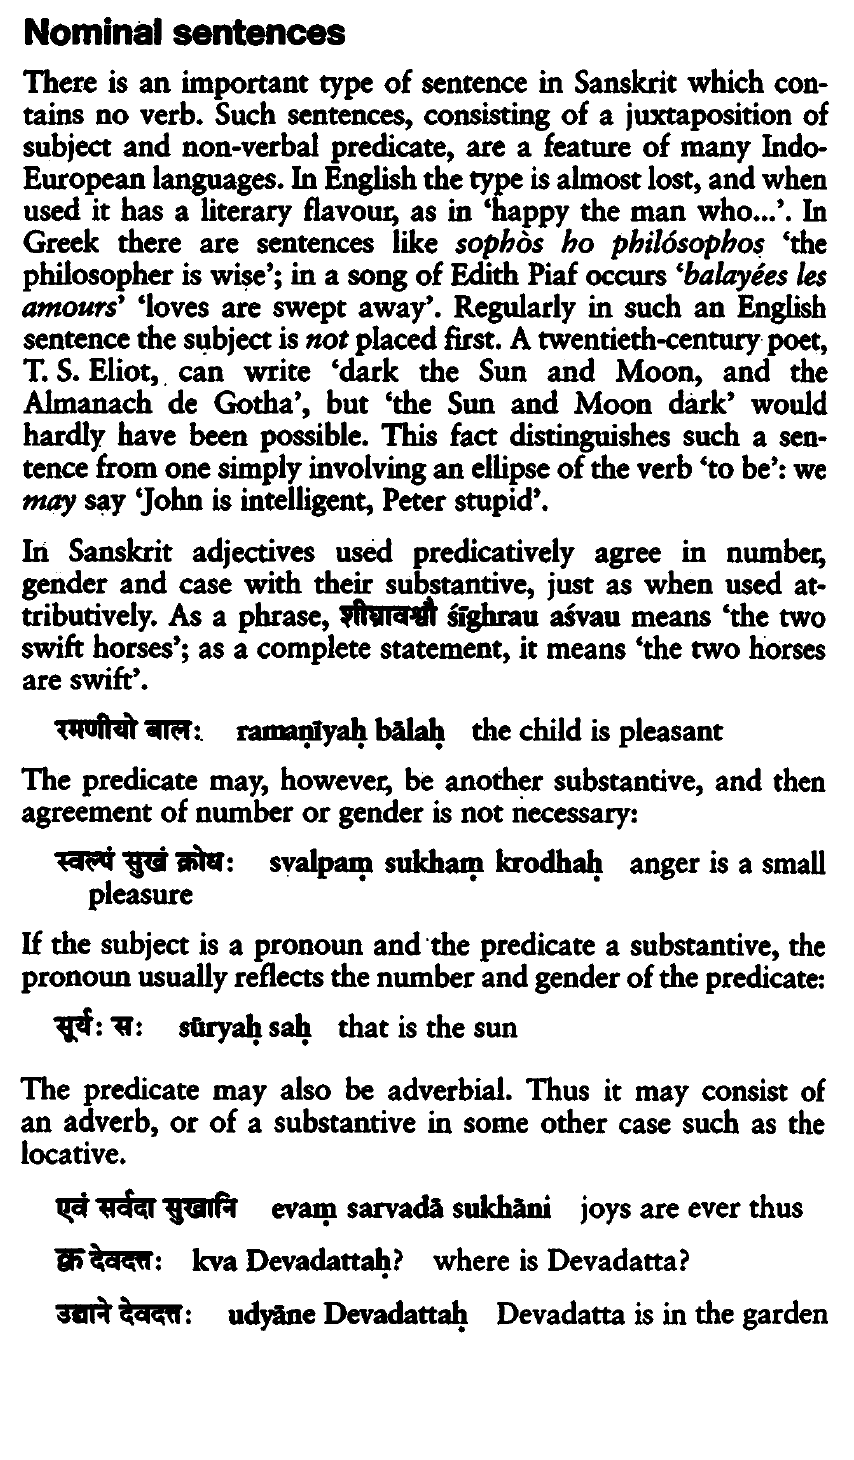 Nominal sentences
There is an important type of sentence in Sanskrit which con-
tains no verb. Such sentences, consisting of a juxtaposition of
subject and non-verbal predicate, are a feature of many Indo-
European languages. In English the type is almost lost, and when
used it has a literary flavour, as in ‘happy the man who...’. In
Greek there are sentences like sophòs ho philósophos ‘the
philosopher is wise’; in a song of Edith Piaf occurs ‘balayées les
amours’ ‘loves are swept away’. Regularly in such an English
sentence the subject is not placed first. A twentieth-century poet,
T. S. Eliot, can write ‘dark the Sun and Moon, and the
Almanach de Gotha’, but ‘the Sun and Moon dark’ would
hardly have been possible. This fact distinguishes such a sen-
tence from one simply involving an ellipse of the verb ‘to be’: we
may say ‘John is intelligent, Peter stupid’.
In Sanskrit adjectives used predicatively agree in number,
gender and case with their substantive, just as when used at-
tributively. As a phrase, शीघ्रावश्वौ śīghrau aśvau means ‘the two
swift horses’; as a complete statement, it means ‘the two horses
are swift’.
रमणीयो बालः ramaṇīyaḥ bālaḥ the child is pleasant
The predicate may, however, be another substantive, and then
agreement of number or gender is not necessary:
स्वल्पं सुखं क्रोधः svalpaṃ sukhaṃ krodhaḥ anger is a small
pleasure
If the subject is a pronoun and the predicate a substantive, the
pronoun usually reflects the number and gender of the predicate:
सूर्यः सः sūryaḥ saḥ that is the sun
The predicate may also be adverbial. Thus it may consist of
an adverb, or of a substantive in some other case such as the
locative.
एवं सर्वदा सुखानि evaṃ sarvadā sukhāni joys are ever thus
क्व देवदत्तः kva Devadattaḥ? where is Devadatta?
उद्याने देवदत्तः udyāne Devadattaḥ Devadatta is in the garden